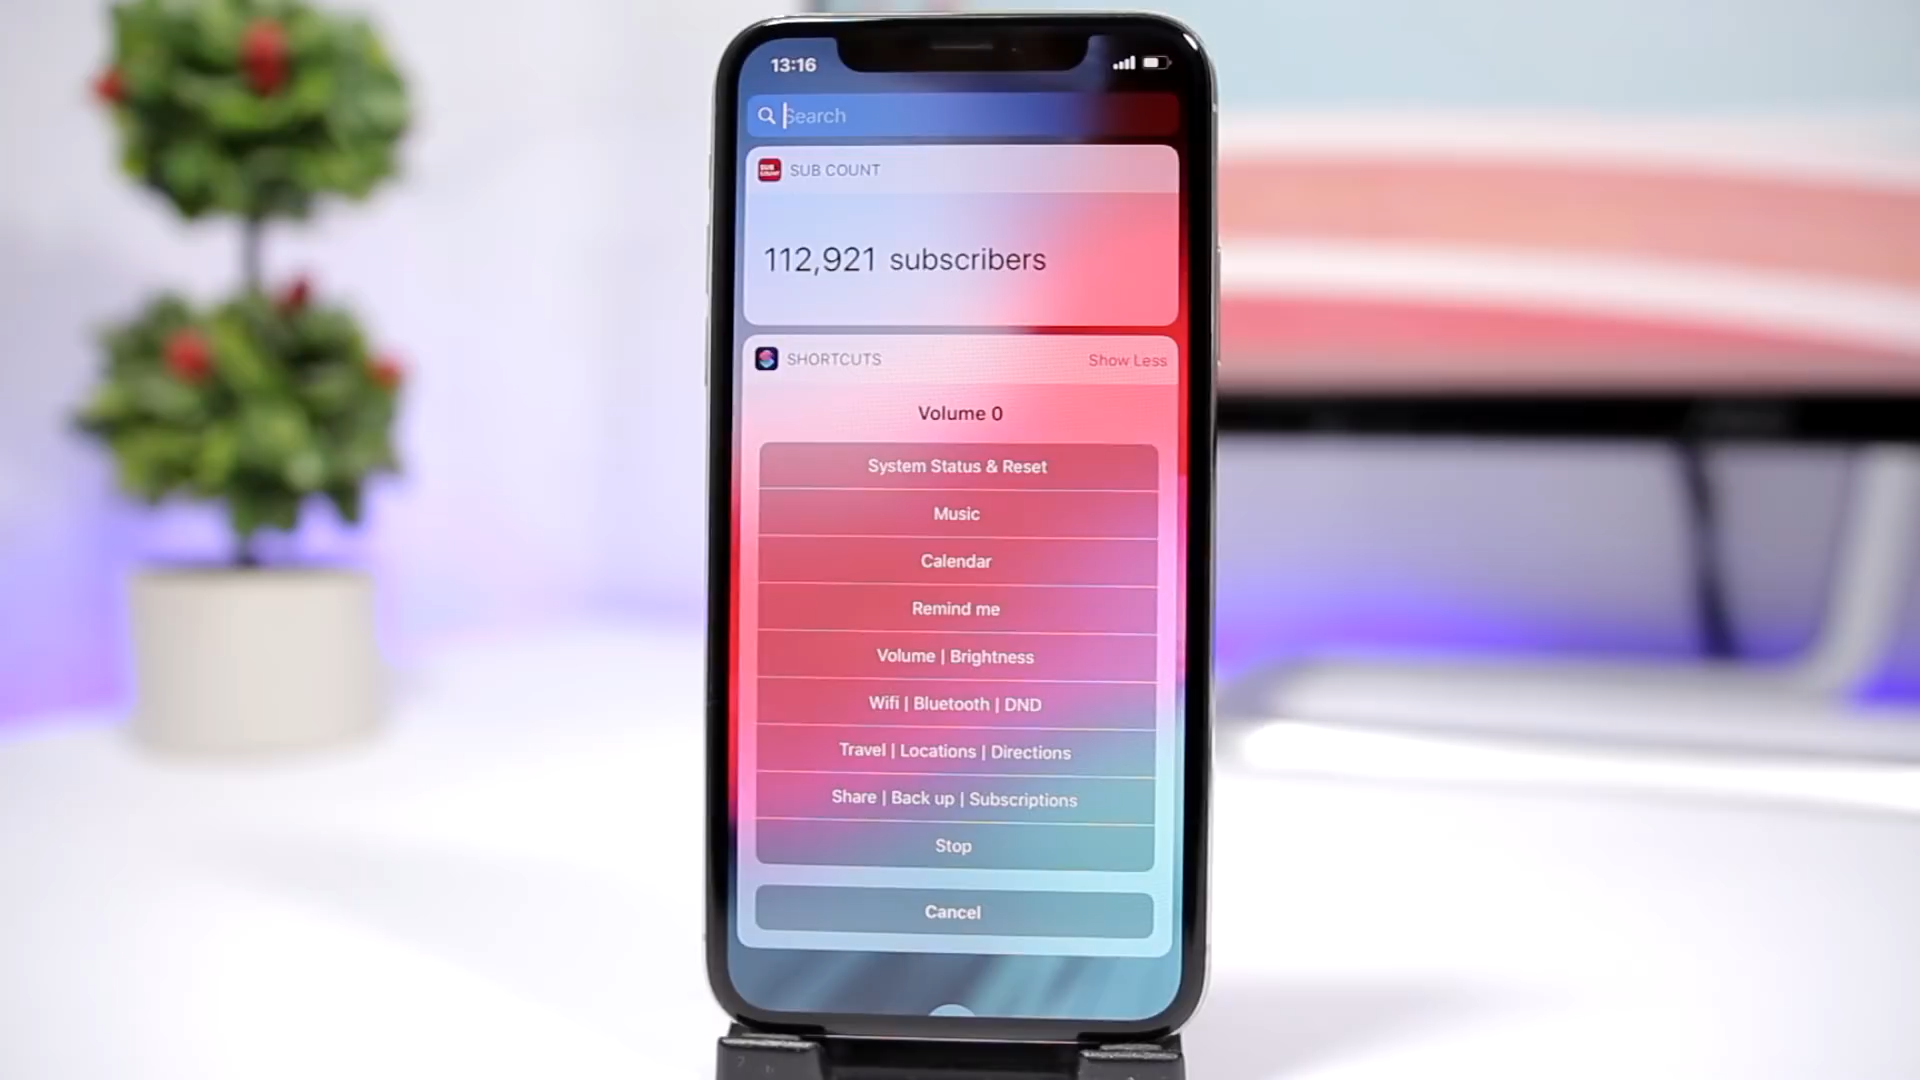 13:16
Search
SUB COUNT
112,921 subscribers
SHORTCUTS
Show Less
Volume 0
System Status & Reset
Music
Calendar
Remind me
Volume | Brightness
Wifi | Bluetooth | DND
Travel | Locations | Directions
Share | Back up | Subscriptions
Stop
Cancel